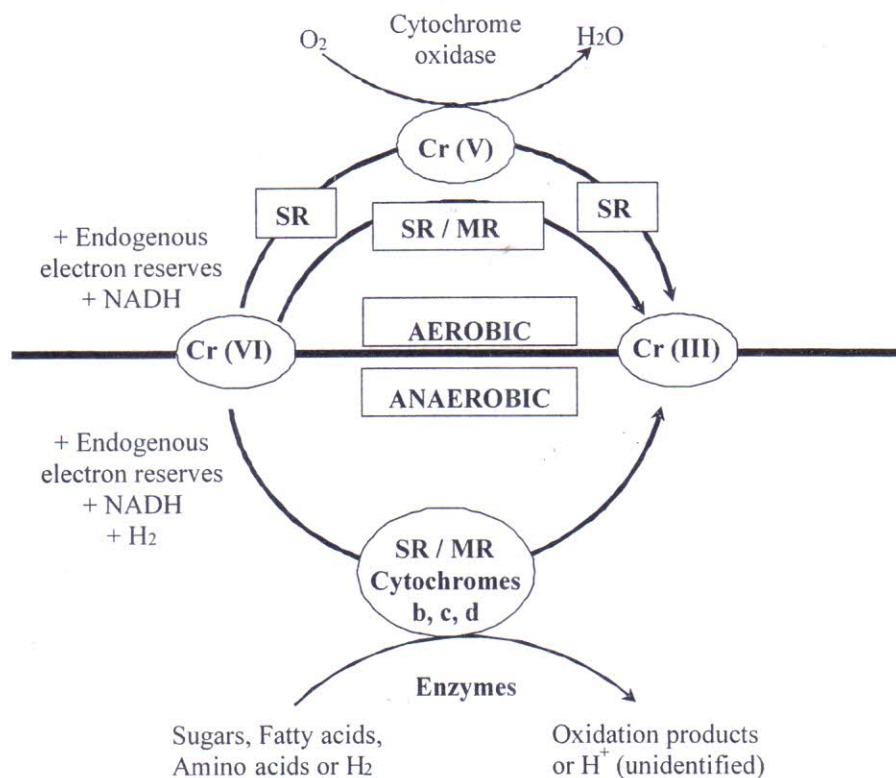 O2
Cytochrome
oxidase
H2O
Cr (V)
SR
SR / MR
SR
+ Endogenous
electron reserves
+ NADH
AEROBIC
Cr (VI)
Cr (III)
ANAEROBIC
+ Endogenous
electron reserves
+ NADH
+ H2
SR / MR
Cytochromes
b, c, d
Enzymes
Sugars, Fatty acids,
Amino acids or H2
Oxidation products
or H+ (unidentified)